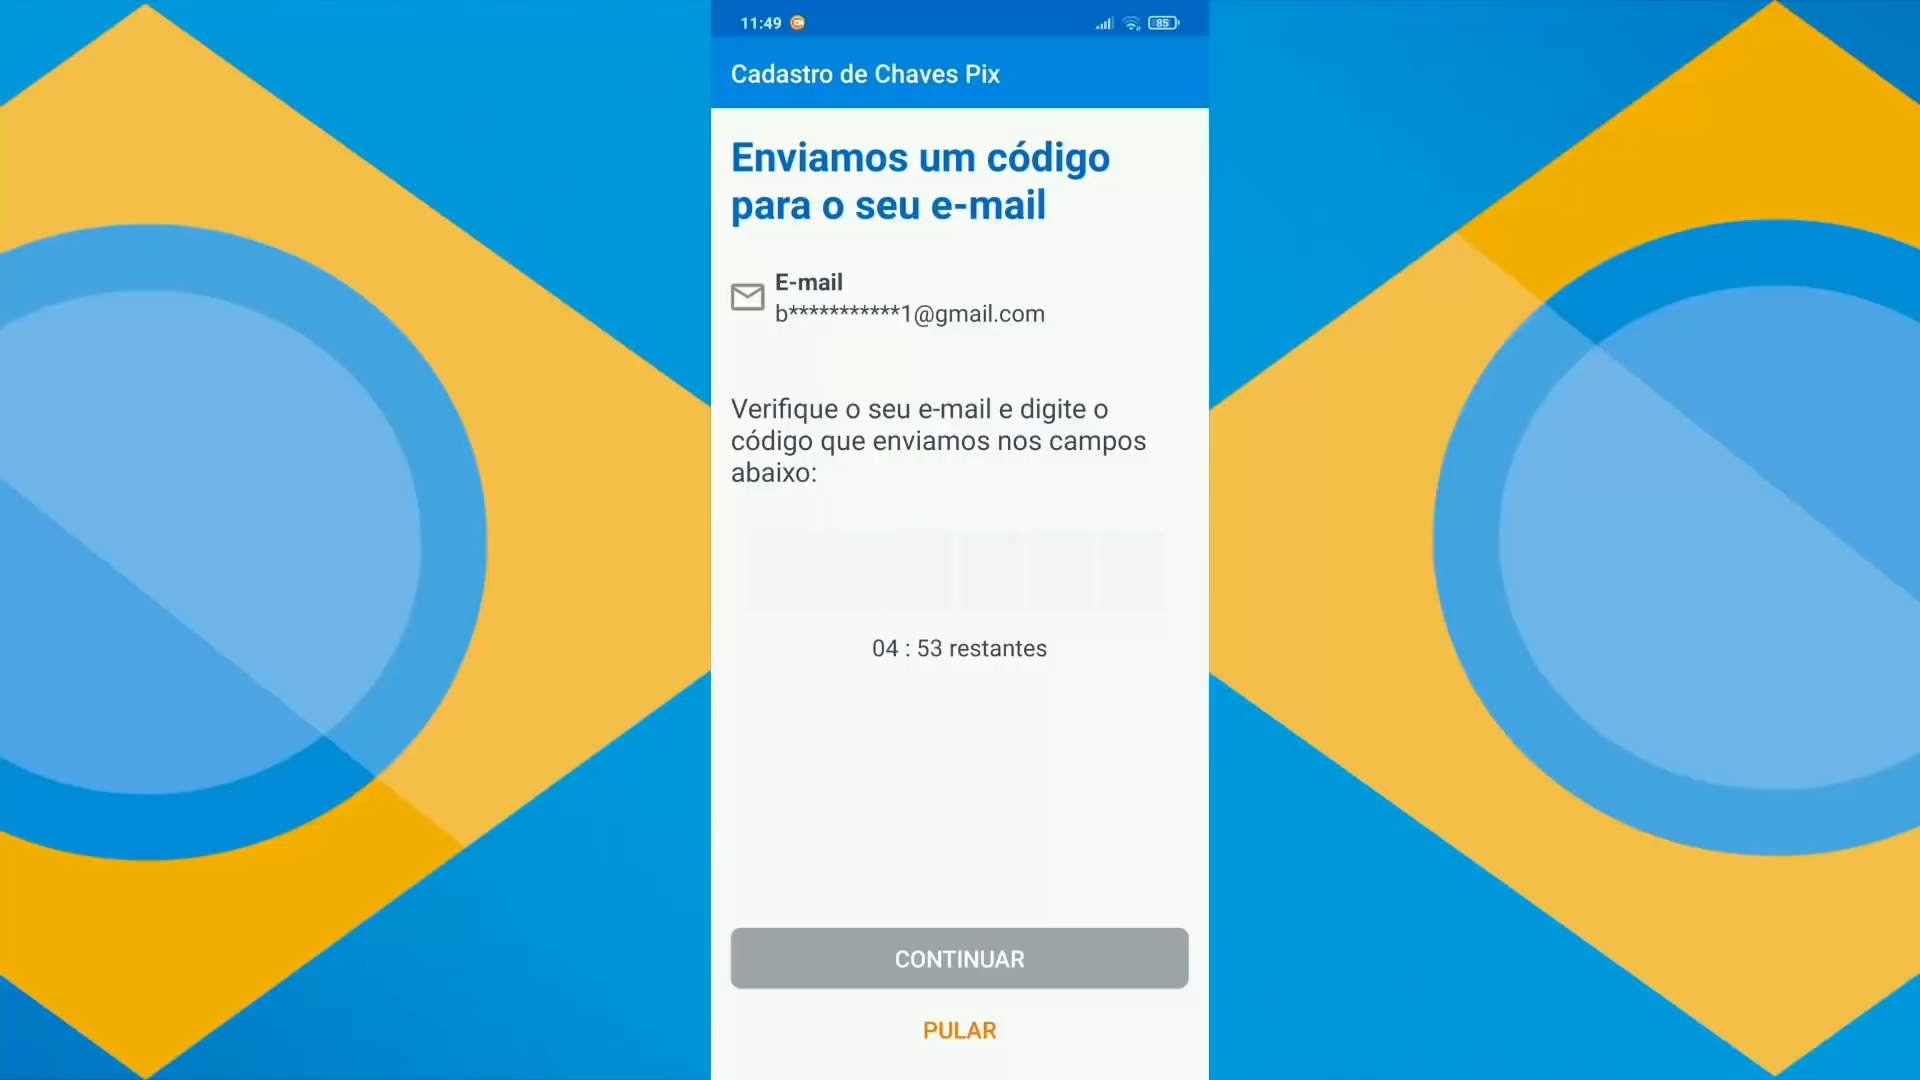 11:49
85
Cadastro de Chaves Pix
Enviamos um código
para o seu e-mail
E-mail
b***********1@gmail.com
Verifique o seu e-mail e digite o
código que enviamos nos campos
abaixo:
04 : 53 restantes
CONTINUAR
PULAR